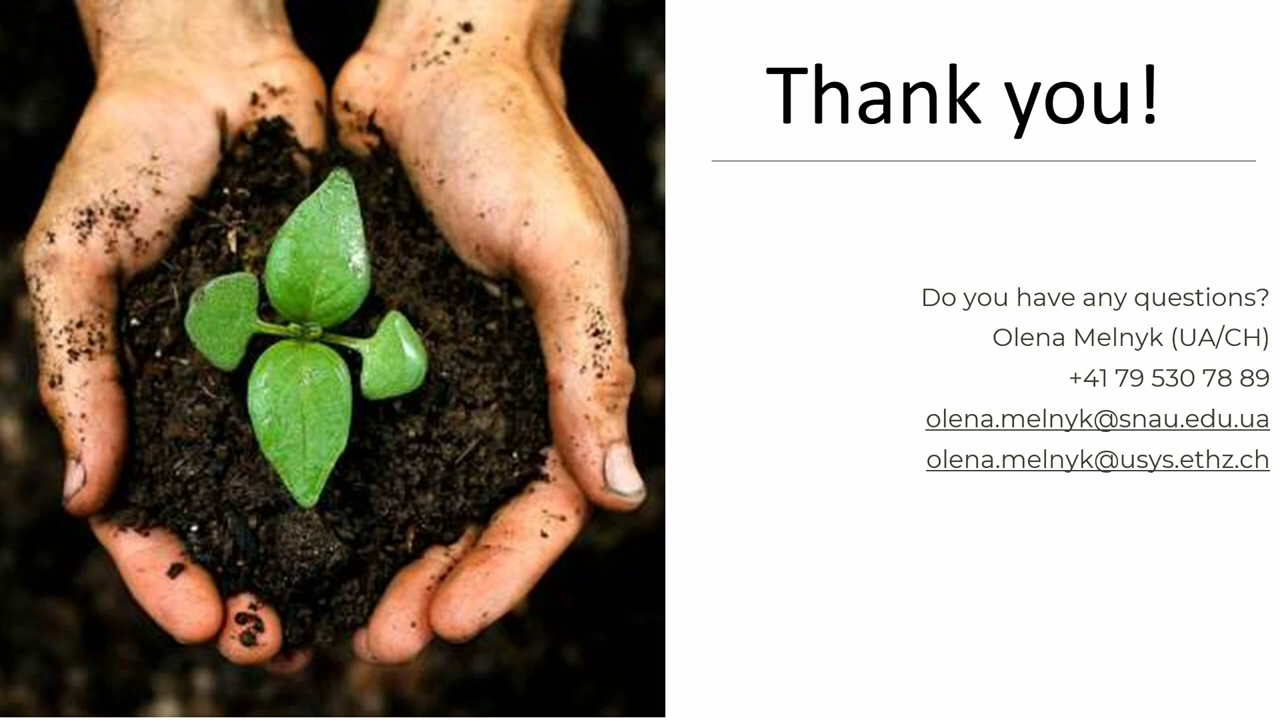 Thank you!
Do you have any questions?
Olena Melnyk (UA/CH)
+41 79 530 78 89
olena.melnyk@snau.edu.ua
olena.melnyk@usys.ethz.ch